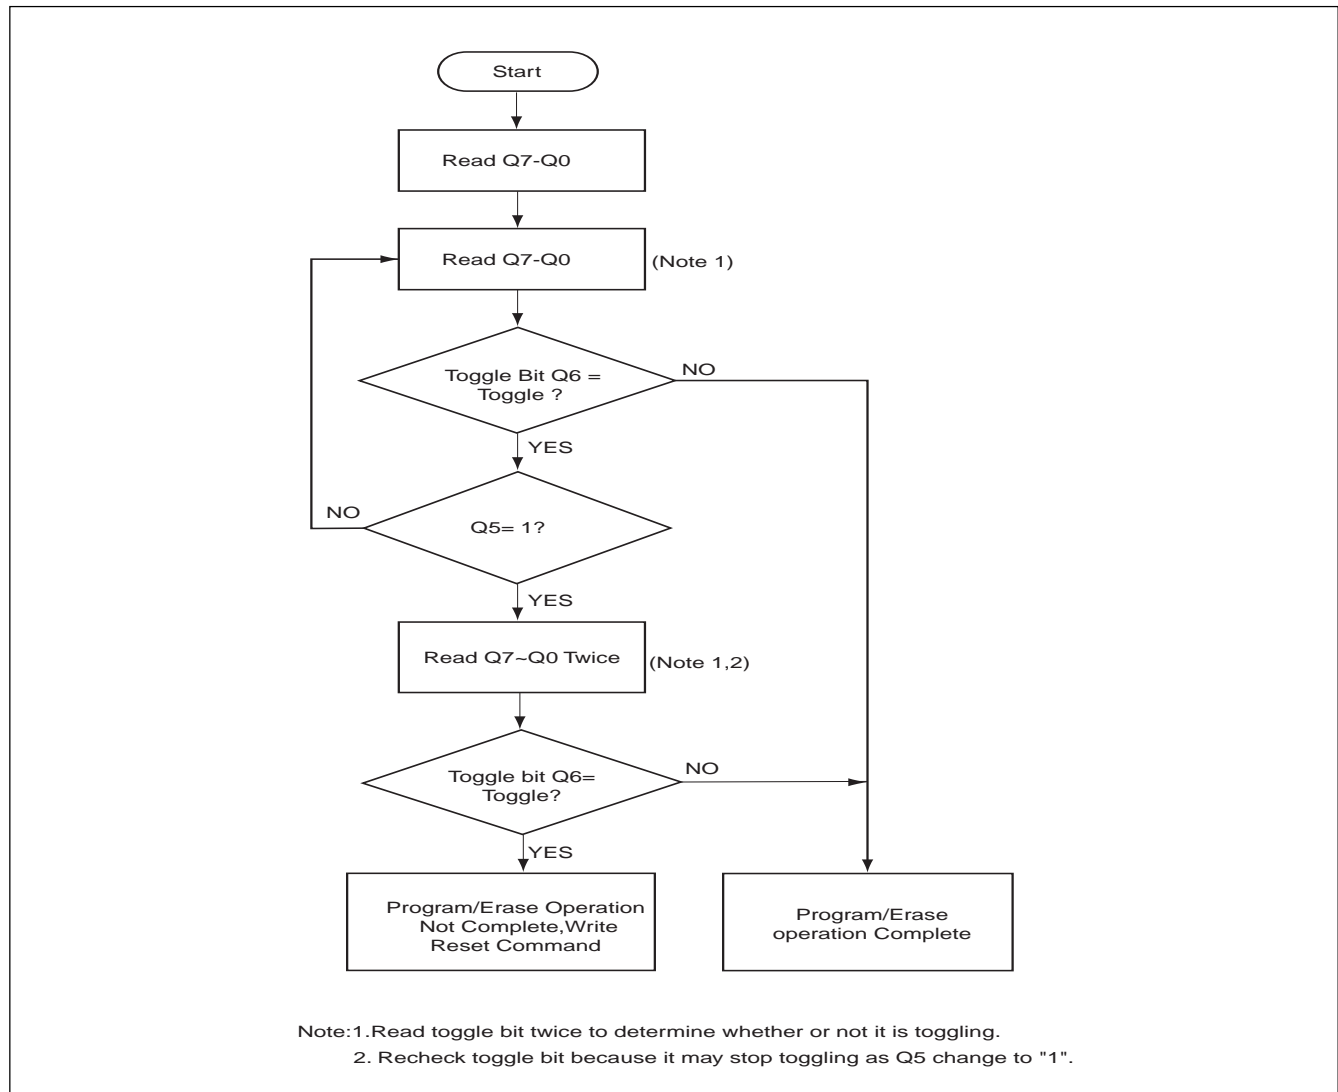 Start
Read Q7-Q0
Read Q7-Q0
(Note 1)
Toggle Bit Q6 =
Toggle ?
NO
YES
Q5= 1?
NO
YES
Read Q7~Q0 Twice
(Note 1,2)
Toggle bit Q6=
Toggle?
NO
YES
Program/Erase Operation
Not Complete,Write
Reset Command
Program/Erase
operation Complete
Note:1.Read toggle bit twice to determine whether or not it is toggling.
2. Recheck toggle bit because it may stop toggling as Q5 change to "1".